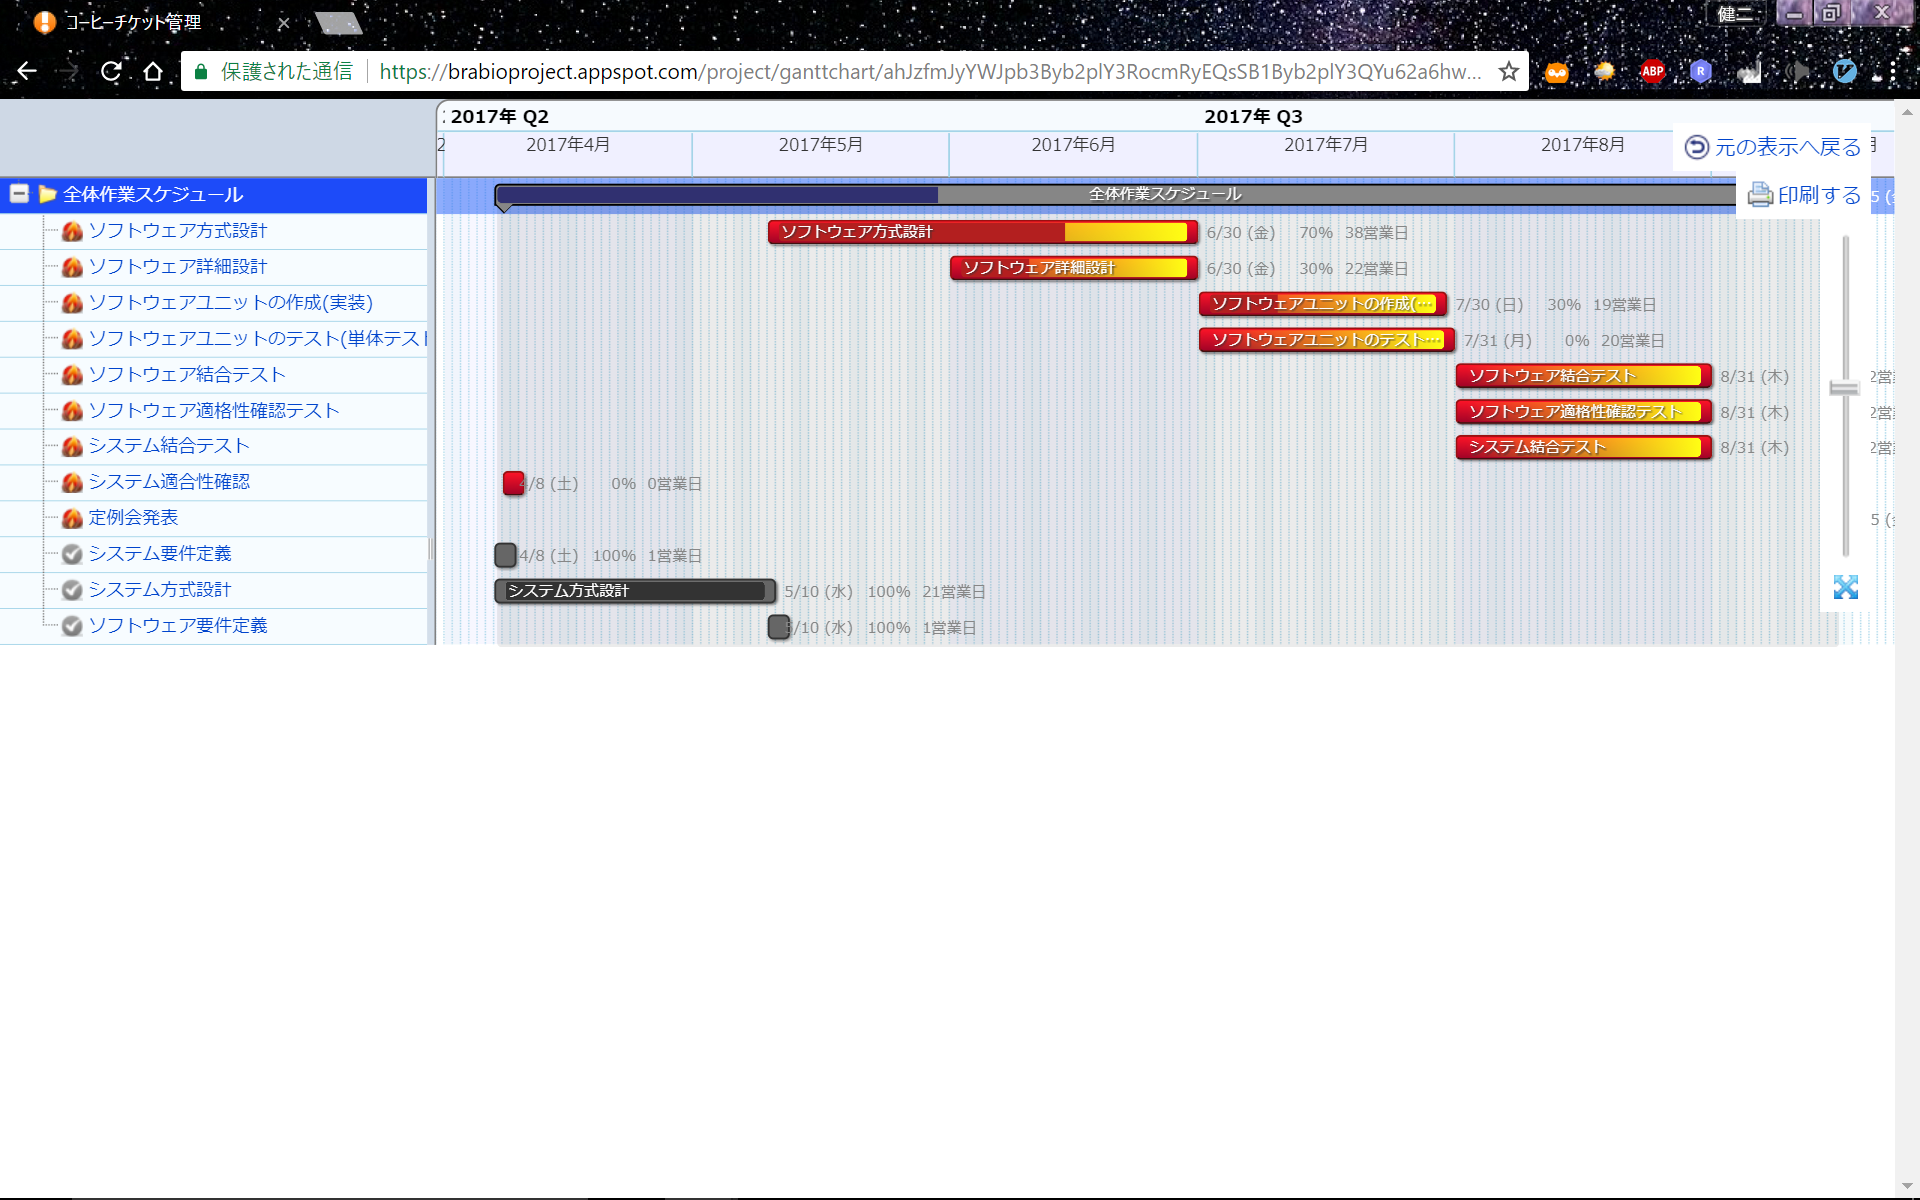 コーヒーチケット管理
健二
保護された通信 https://brabioproject.appspot.com/project/ganttchart/ahJzfmJyYWJpb3Byb2plY3RocmRyEQsSB1Byb2plY3QYu62a6hw...
ABP
R
2017年 Q2 2017年 Q3
2 2017年4月 2017年5月 2017年6月 2017年7月 2017年8月 月
元の表示へ戻る
印刷する
全体作業スケジュール 全体作業スケジュール
ソフトウェア方式設計 ソフトウェア方式設計 6/30 (金) 70% 38営業日
ソフトウェア詳細設計 ソフトウェア詳細設計 6/30 (金) 30% 22営業日
ソフトウェアユニットの作成(実装) ソフトウェアユニットの作成(… 7/30 (日) 30% 19営業日
ソフトウェアユニットのテスト(単体テスト ソフトウェアユニットのテスト… 7/31 (月) 0% 20営業日
ソフトウェア結合テスト ソフトウェア結合テスト 8/31 (木) 2営
ソフトウェア適格性確認テスト ソフトウェア適格性確認テスト 8/31 (木) 2営
システム結合テスト システム結合テスト 8/31 (木) 2営
システム適合性確認 4/8 (土) 0% 0営業日
定例会発表 5 (
システム要件定義 4/8 (土) 100% 1営業日
システム方式設計 システム方式設計 5/10 (水) 100% 21営業日
ソフトウェア要件定義 5/10 (水) 100% 1営業日